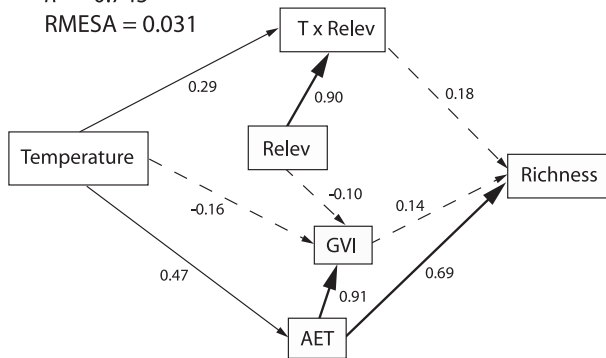 RMESA = 0.031
T x Relev
0.29
0.90
0.18
Temperature
Relev
Richness
-0.16
-0.10
0.14
GVI
0.47
0.91
0.69
AET